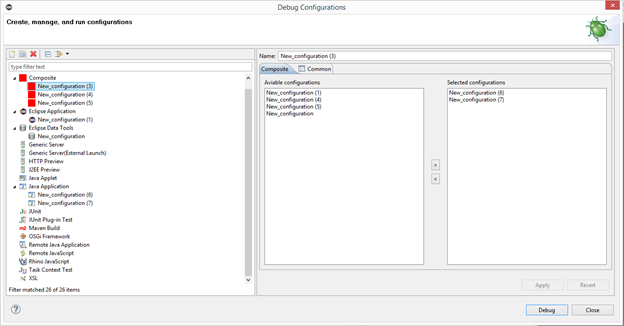 Debug Configurations
Create, manage, and run configurations
type filter text
Composite
New_configuration (3)
New_configuration (4)
New_configuration (5)
Eclipse Application
New_configuration (1)
Eclipse Data Tools
New_configuration
Generic Server
Generic Server(External Launch)
HTTP Preview
J2EE Preview
Java Applet
Java Application
New_configuration (6)
New_configuration (7)
JUnit
JUnit Plug-in Test
Maven Build
OSGi Framework
Remote Java Application
Remote JavaScript
Rhino JavaScript
Task Context Test
XSL
Filter matched 26 of 26 items
Name: New_configuration (3)
Composite Common
Aviable configurations
New_configuration (1)
New_configuration (4)
New_configuration (5)
New_configuration
>
<
Selected configurations
New_configuration (6)
New_configuration (7)
Apply Revert
Debug Close